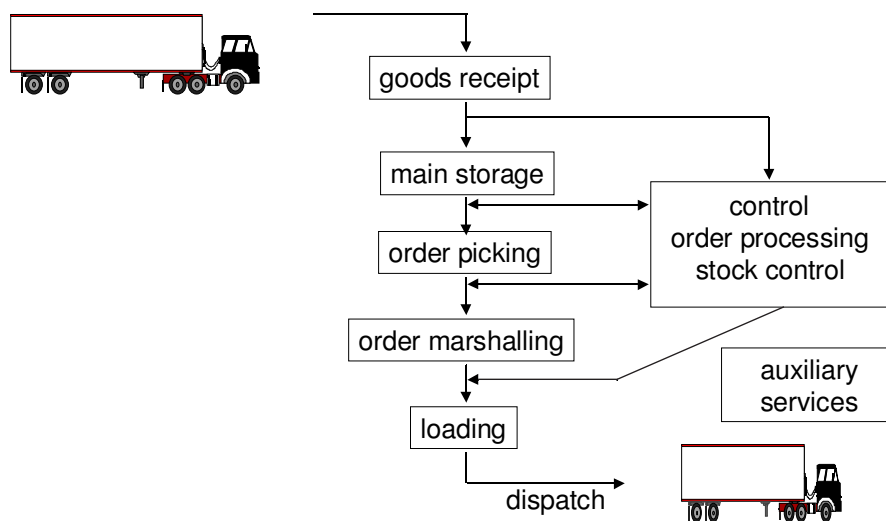 goods receipt
main storage
control
order processing
stock control
order picking
order marshalling
auxiliary
services
loading
dispatch